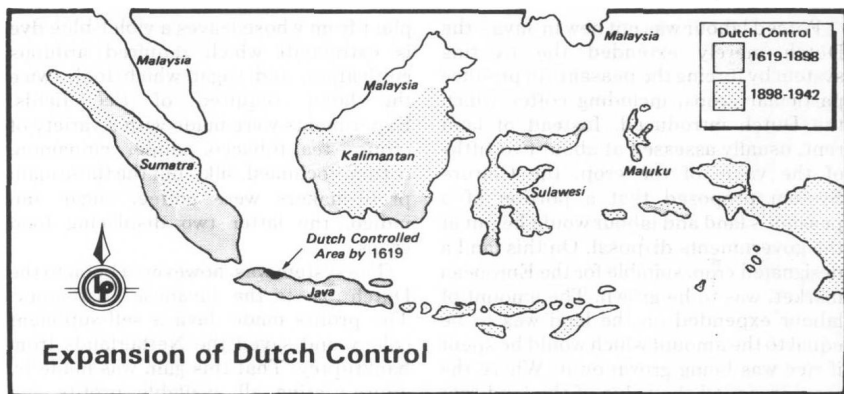 Malaysia
Malaysia
Malaysia
Dutch Control
1619-1898
1898-1942
Sumatra
Kalimantan
Sulawesi
Maluku
Dutch Controlled
Area by 1619
Java
lp
Expansion of Dutch Control